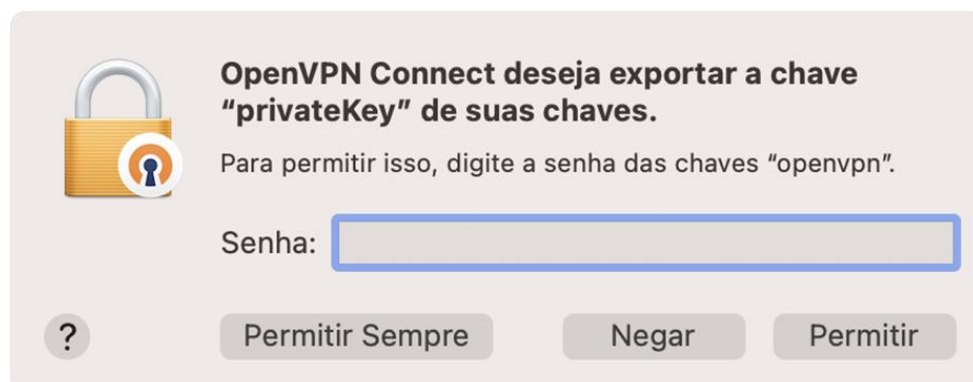 OpenVPN Connect deseja exportar a chave
“privateKey” de suas chaves.
Para permitir isso, digite a senha das chaves “openvpn”.
Senha:
?
Permitir Sempre
Negar
Permitir